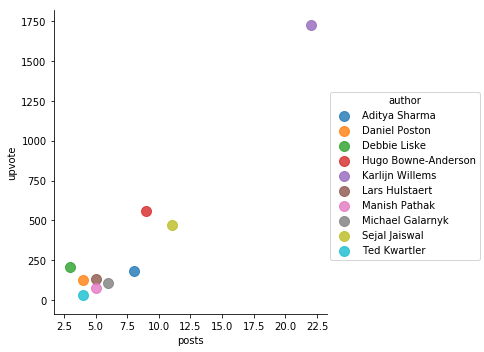 1750
1500
1250
1000
750
500
250
0
upvote
2.5 5.0 7.5 10.0 12.5 15.0 17.5 20.0 22.5
posts
author
Aditya Sharma
Daniel Poston
Debbie Liske
Hugo Bowne-Anderson
Karlijn Willems
Lars Hulstaert
Manish Pathak
Michael Galarnyk
Sejal Jaiswal
Ted Kwartler